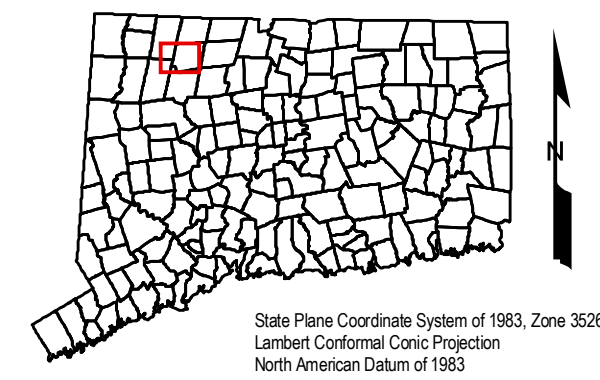 N
State Plane Coordinate System of 1983, Zone 3526
Lambert Conformal Conic Projection
North American Datum of 1983